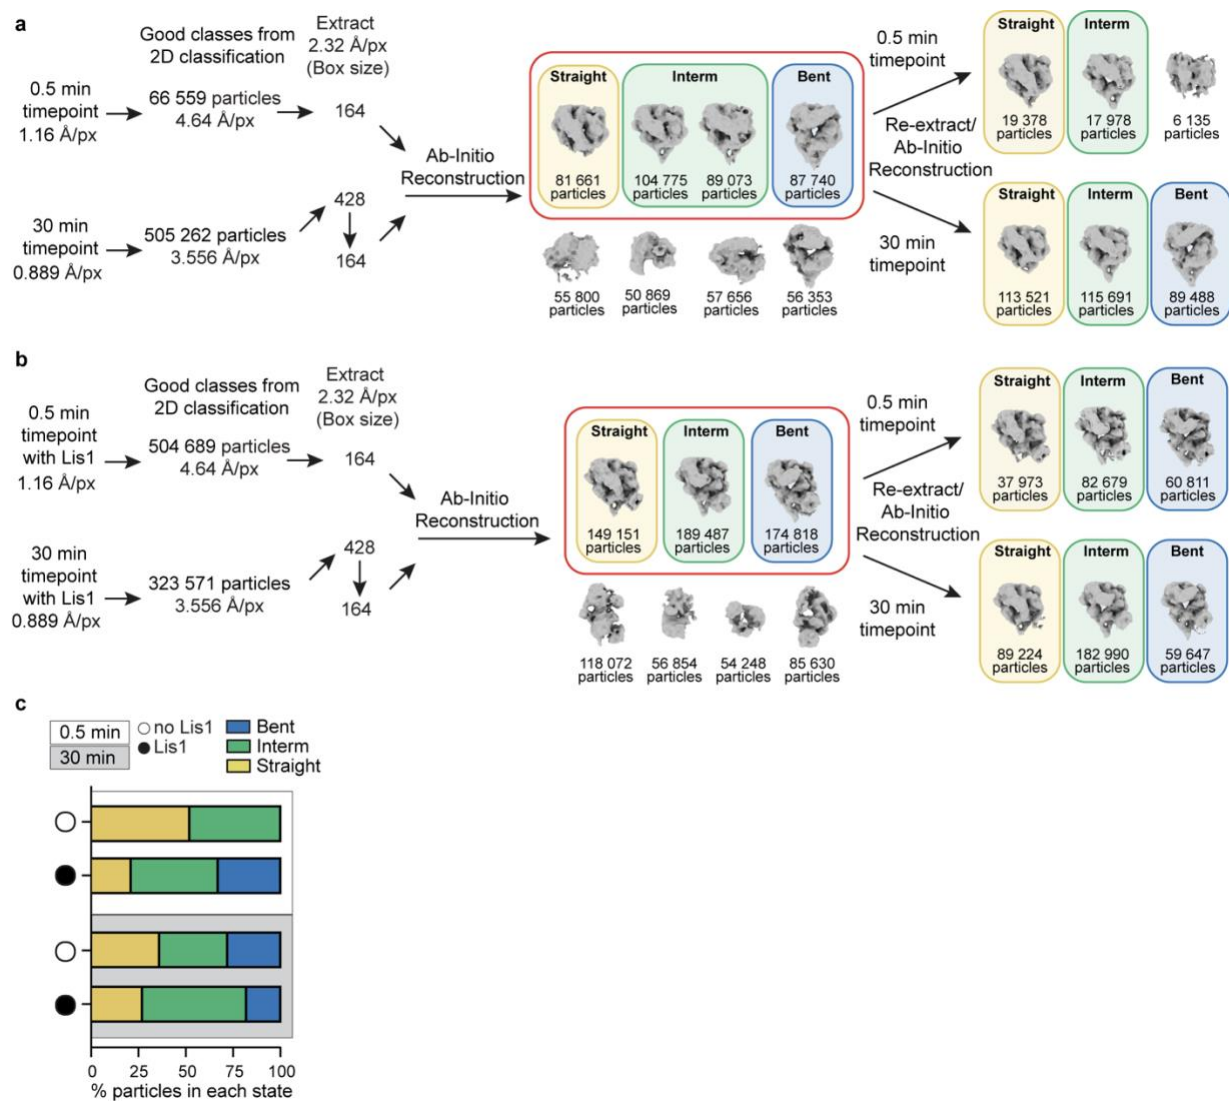 a
Good classes from
2D classification
Extract
2.32 Å/px
(Box size)
0.5 min
timepoint
1.16 Å/px
66 559 particles
4.64 Å/px
164
30 min
timepoint
0.889 Å/px
505 262 particles
3.556 Å/px
428
164
Ab-Initio
Reconstruction
Straight
Interm
Bent
81 661
particles
104 775
particles
89 073
particles
87 740
particles
55 800
particles
50 869
particles
57 656
particles
56 353
particles
0.5 min
timepoint
Re-extract/
Ab-Initio
Reconstruction
30 min
timepoint
Straight
Interm
19 378
particles
17 978
particles
6 135
particles
Straight
Interm
Bent
113 521
particles
115 691
particles
89 488
particles
b
Good classes from
2D classification
Extract
2.32 Å/px
(Box size)
0.5 min
timepoint
with Lis1
1.16 Å/px
504 689 particles
4.64 Å/px
164
30 min
timepoint
with Lis1
0.889 Å/px
323 571 particles
3.556 Å/px
428
164
Ab-Initio
Reconstruction
Straight
Interm
Bent
149 151
particles
189 487
particles
174 818
particles
118 072
particles
56 854
particles
54 248
particles
85 630
particles
0.5 min
timepoint
Re-extract/
Ab-Initio
Reconstruction
30 min
timepoint
Straight
Interm
Bent
37 973
particles
82 679
particles
60 811
particles
Straight
Interm
Bent
89 224
particles
182 990
particles
59 647
particles
c
0.5 min
30 min
no Lis1
Lis1
Bent
Interm
Straight
0 25 50 75 100
% particles in each state